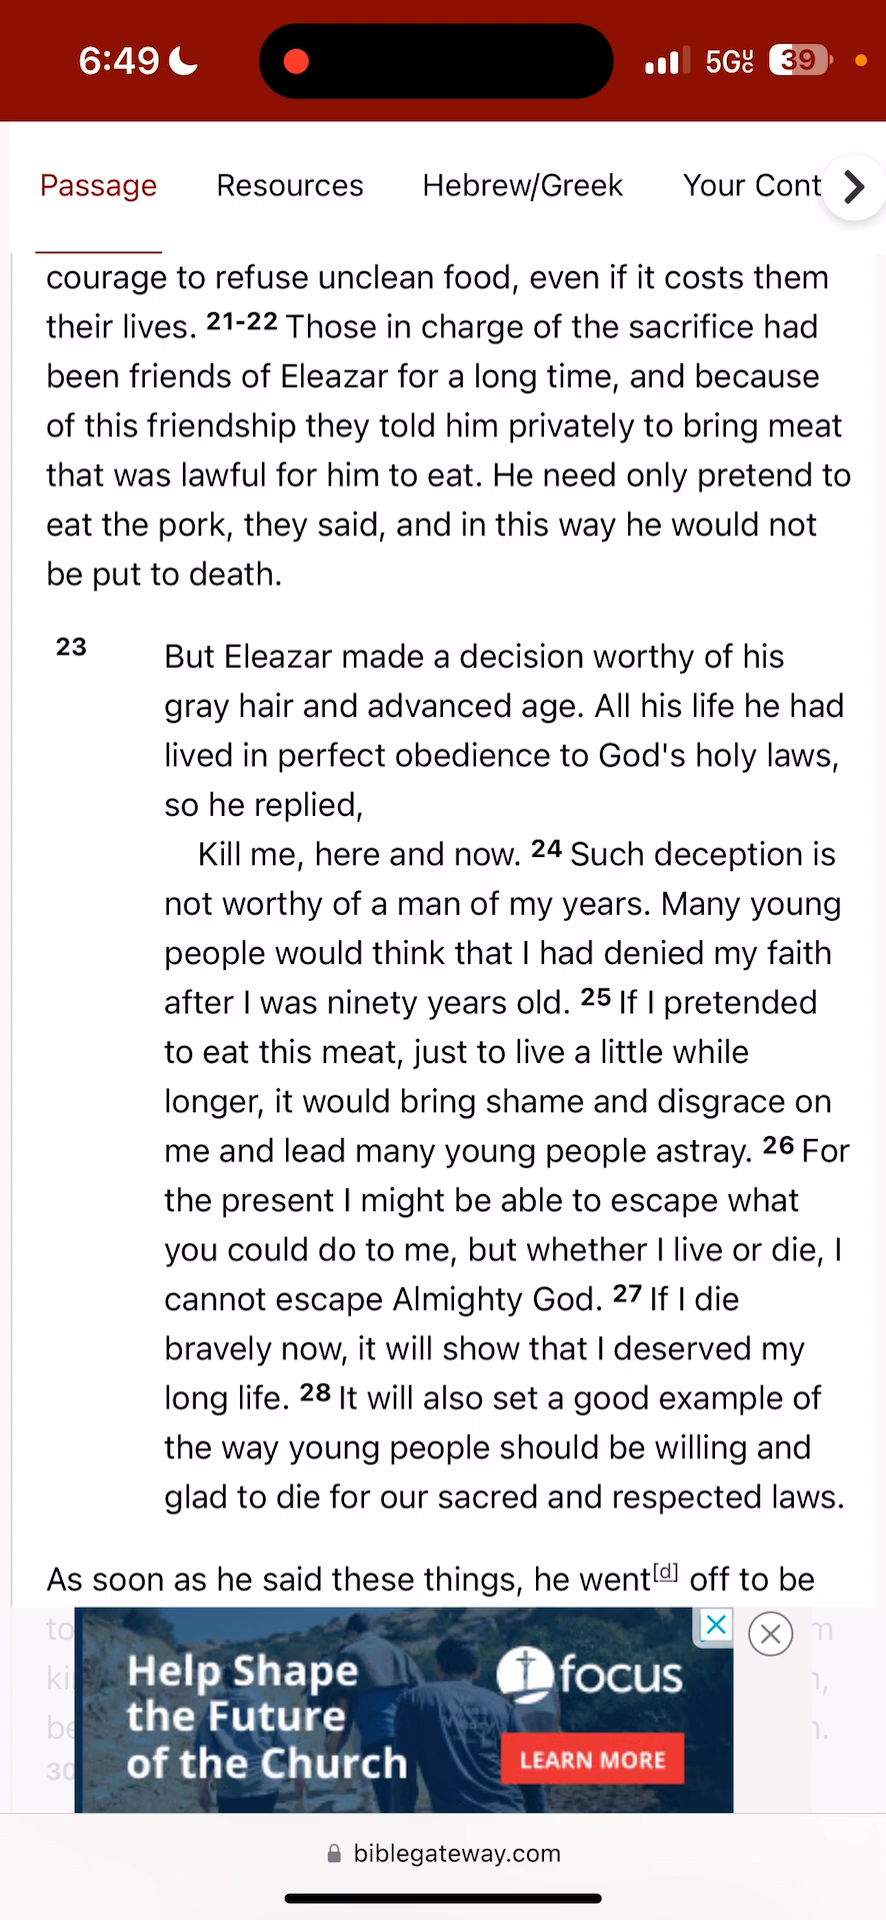 6:49
5GUC 39
Passage Resources Hebrew/Greek Your Cont
courage to refuse unclean food, even if it costs them
their lives. 21-22 Those in charge of the sacrifice had
been friends of Eleazar for a long time, and because
of this friendship they told him privately to bring meat
that was lawful for him to eat. He need only pretend to
eat the pork, they said, and in this way he would not
be put to death.
23 But Eleazar made a decision worthy of his
gray hair and advanced age. All his life he had
lived in perfect obedience to God's holy laws,
so he replied,
Kill me, here and now. 24 Such deception is
not worthy of a man of my years. Many young
people would think that I had denied my faith
after I was ninety years old. 25 If I pretended
to eat this meat, just to live a little while
longer, it would bring shame and disgrace on
me and lead many young people astray. 26 For
the present I might be able to escape what
you could do to me, but whether I live or die, I
cannot escape Almighty God. 27 If I die
bravely now, it will show that I deserved my
long life. 28 It will also set a good example of
the way young people should be willing and
glad to die for our sacred and respected laws.
As soon as he said these things, he went[d] off to be
Help Shape
the Future
of the Church
focus
LEARN MORE
30
biblegateway.com